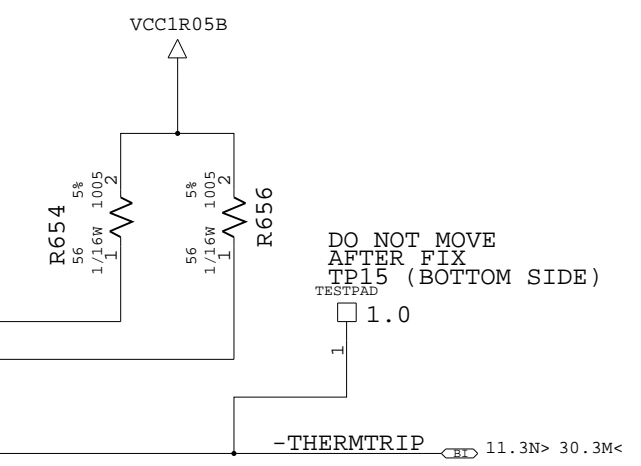 VCC1R05B
R654
56
5%
1/16W
1005
1
2
56
5%
1/16W
1005
1
2
R656
DO NOT MOVE
AFTER FIX
TP15 (BOTTOM SIDE)
TESTPAD
1.0
1
-THERMTRIP
BI
11.3N> 30.3M<